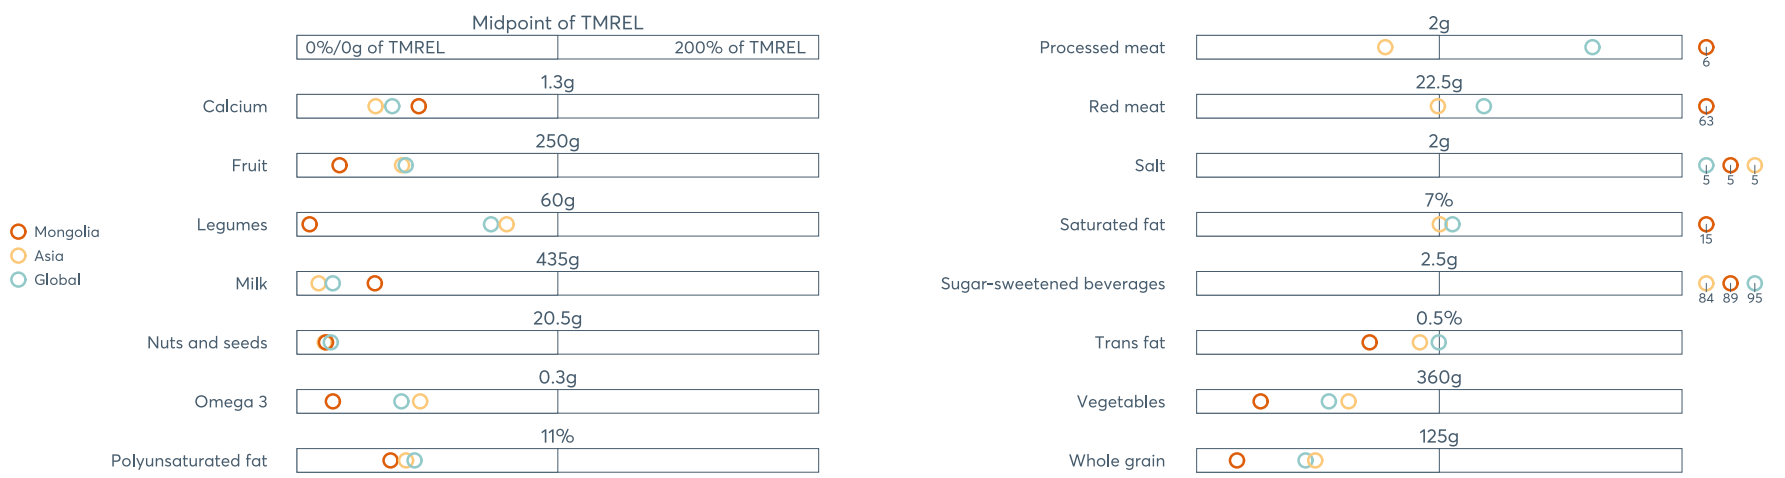 Mongolia
Asia
Global
Midpoint of TMREL
0%/0g of TMREL 200% of TMREL
1.3g
Calcium
250g
Fruit
60g
Legumes
435g
Milk
20.5g
Nuts and seeds
0.3g
Omega 3
11%
Polyunsaturated fat
2g
Processed meat
6
22.5g
Red meat
63
2g
Salt
5 5 5
7%
Saturated fat
15
2.5g
Sugar-sweetened beverages
84 89 95
0.5%
Trans fat
360g
Vegetables
125g
Whole grain